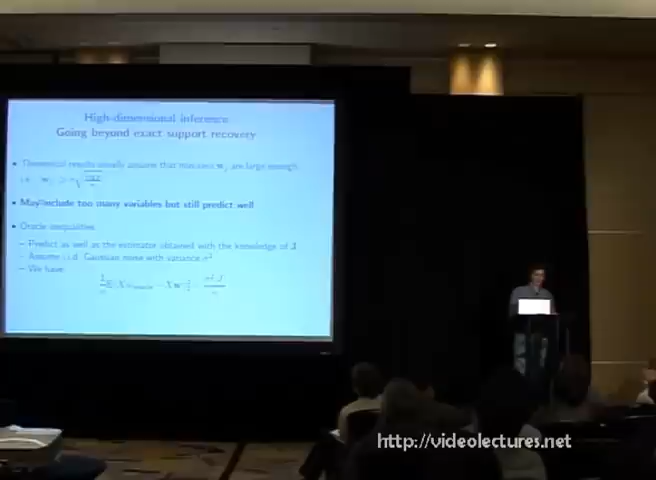 High-dimensional inference
Going beyond exact support recovery
• Theoretical results usually assume that non-zero w_j are large enough,
• May include too many variables but still predict well
• Oracle inequalities
– Predict as well as the estimator obtained with the knowledge of J
– Assume i.i.d. Gaussian noise with variance σ²
– We have:
http://videolectures.net